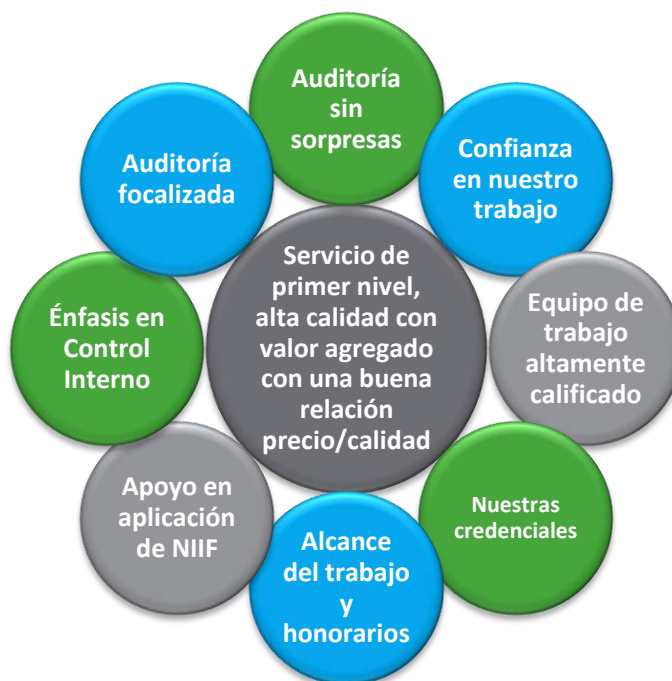 Auditoría
sin
sorpresas
Confianza
en nuestro
trabajo
Equipo de
trabajo
altamente
calificado
Nuestras
credenciales
Alcance
del trabajo
y
honorarios
Apoyo en
aplicación
de NIIF
Énfasis en
Control
Interno
Auditoría
focalizada
Servicio de
primer nivel,
alta calidad con
valor agregado
con una buena
relación
precio/calidad